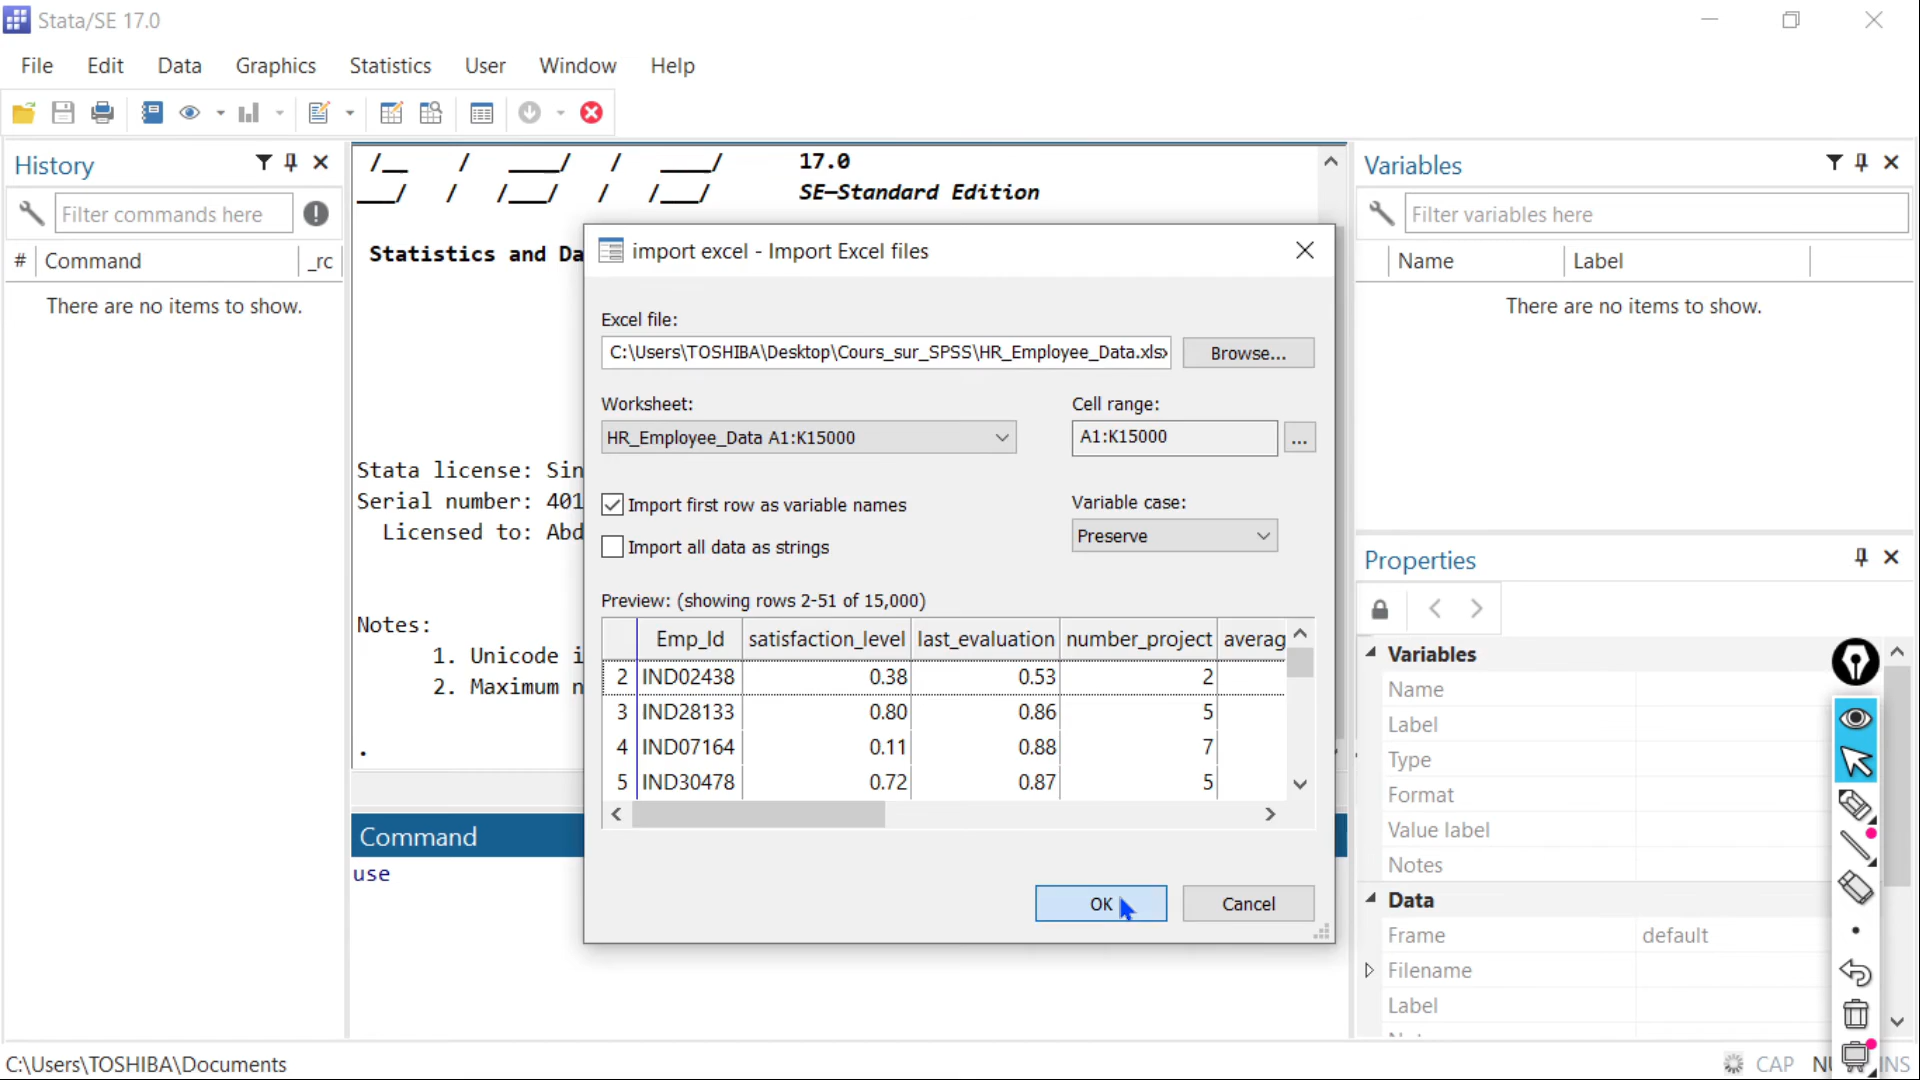 Stata/SE 17.0
File Edit Data Graphics Statistics User Window Help
History
Filter commands here
# Command _rc
There are no items to show.
17.0
SE—Standard Edition
Statistics and Da
Stata license: Sin
Serial number: 401
Licensed to: Abd
Notes:
1. Unicode i
2. Maximum n
.
Command
use
import excel - Import Excel files
Excel file:
C:\Users\TOSHIBA\Desktop\Cours_sur_SPSS\HR_Employee_Data.xlsx
Browse...
Worksheet:
Cell range:
HR_Employee_Data A1:K15000
A1:K15000
...
Import first row as variable names
Variable case:
Import all data as strings
Preserve
Preview: (showing rows 2-51 of 15,000)
Emp_Id satisfaction_level last_evaluation number_project averag
2 IND02438 0.38 0.53 2
3 IND28133 0.80 0.86 5
4 IND07164 0.11 0.88 7
5 IND30478 0.72 0.87 5
OK
Cancel
Variables
Filter variables here
Name Label
There are no items to show.
Properties
Variables
Name
Label
Type
Format
Value label
Notes
Data
Frame default
Filename
Label
C:\Users\TOSHIBA\Documents
CAP